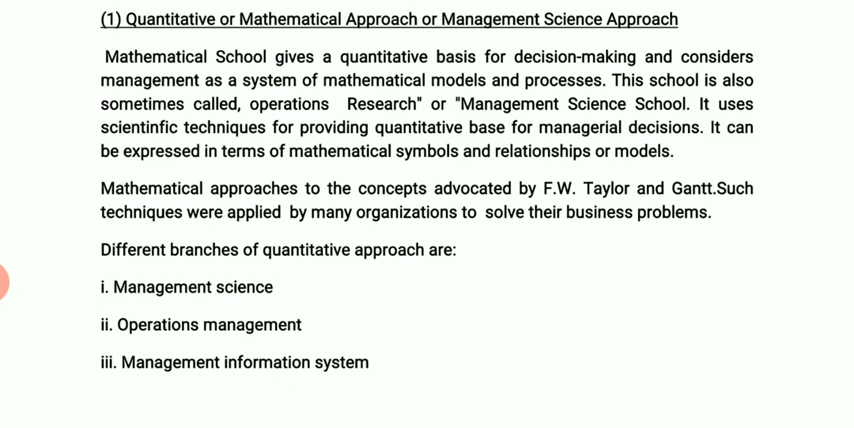 (1) Quantitative or Mathematical Approach or Management Science Approach
Mathematical School gives a quantitative basis for decision-making and considers
management as a system of mathematical models and processes. This school is also
sometimes called, operations Research" or "Management Science School. It uses
scientinfic techniques for providing quantitative base for managerial decisions. It can
be expressed in terms of mathematical symbols and relationships or models.
Mathematical approaches to the concepts advocated by F.W. Taylor and Gantt.Such
techniques were applied by many organizations to solve their business problems.
Different branches of quantitative approach are:
i. Management science
ii. Operations management
iii. Management information system